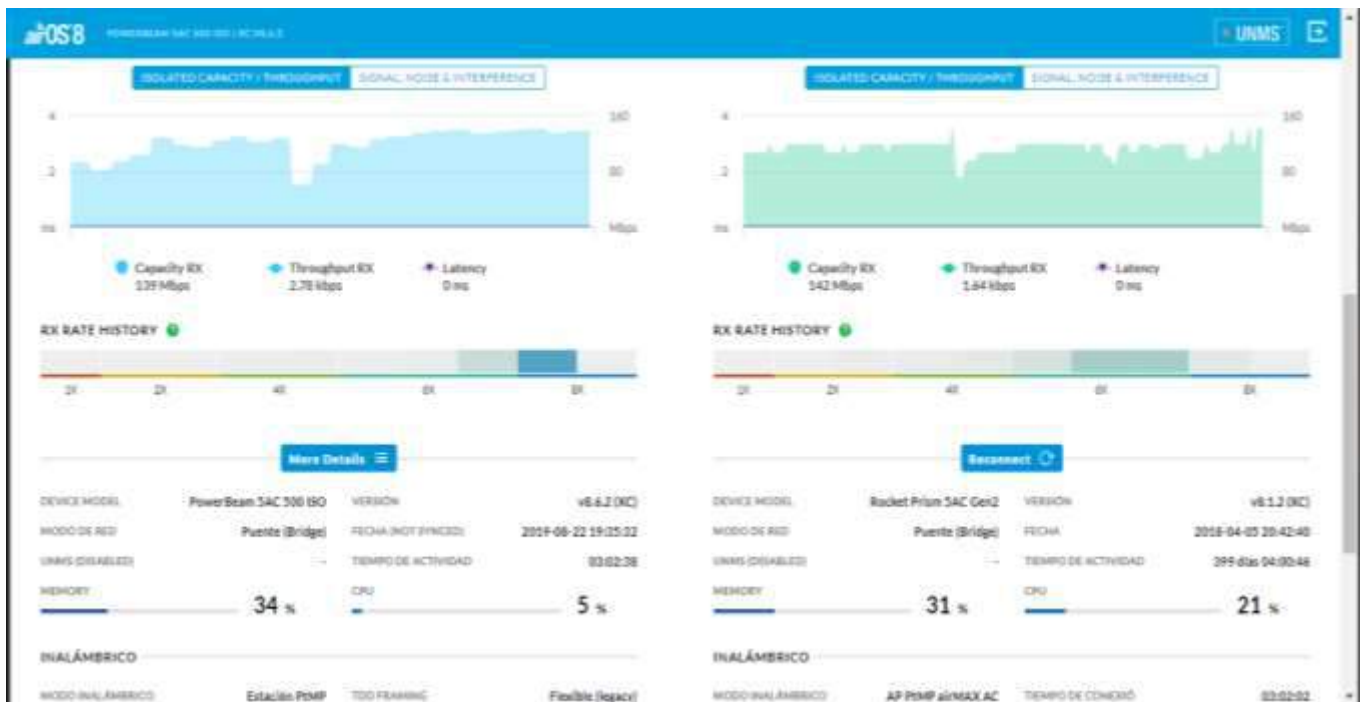 airOS 8 UNMS
ISOLATED CAPACITY / THROUGHPUT SIGNAL, NOISE & INTERFERENCE
4 160
2 80
ms Mbps
Capacity RX Throughput RX Latency
139 Mbps 2.78 kbps 0 ms
RX RATE HISTORY ?
1X 2X 4X 6X 8X
More Details
DEVICE MODEL PowerBeam 5AC 500 ISO VERSIÓN v8.6.2 (XC)
MODO DE RED Puente (Bridge) FECHA (NOT SYNCED) 2019-08-22 19:25:22
UNMS (DISABLED) -- TIEMPO DE ACTIVIDAD 03:02:38
MEMORY 34 % CPU 5 %
INALÁMBRICO
MODO INALÁMBRICO Estación PtMP TDD FRAMING Flexible (legacy)
ISOLATED CAPACITY / THROUGHPUT SIGNAL, NOISE & INTERFERENCE
4 160
2 80
ms Mbps
Capacity RX Throughput RX Latency
142 Mbps 1.64 kbps 0 ms
RX RATE HISTORY ?
1X 2X 4X 6X 8X
Reconnect
DEVICE MODEL Rocket Prism 5AC Gen2 VERSIÓN v8.1.2 (XC)
MODO DE RED Puente (Bridge) FECHA 2018-04-05 20:42:40
UNMS (DISABLED) -- TIEMPO DE ACTIVIDAD 399 días 04:00:46
MEMORY 31 % CPU 21 %
INALÁMBRICO
MODO INALÁMBRICO AP PtMP airMAX AC TIEMPO DE CONEXIÓ 03:02:02